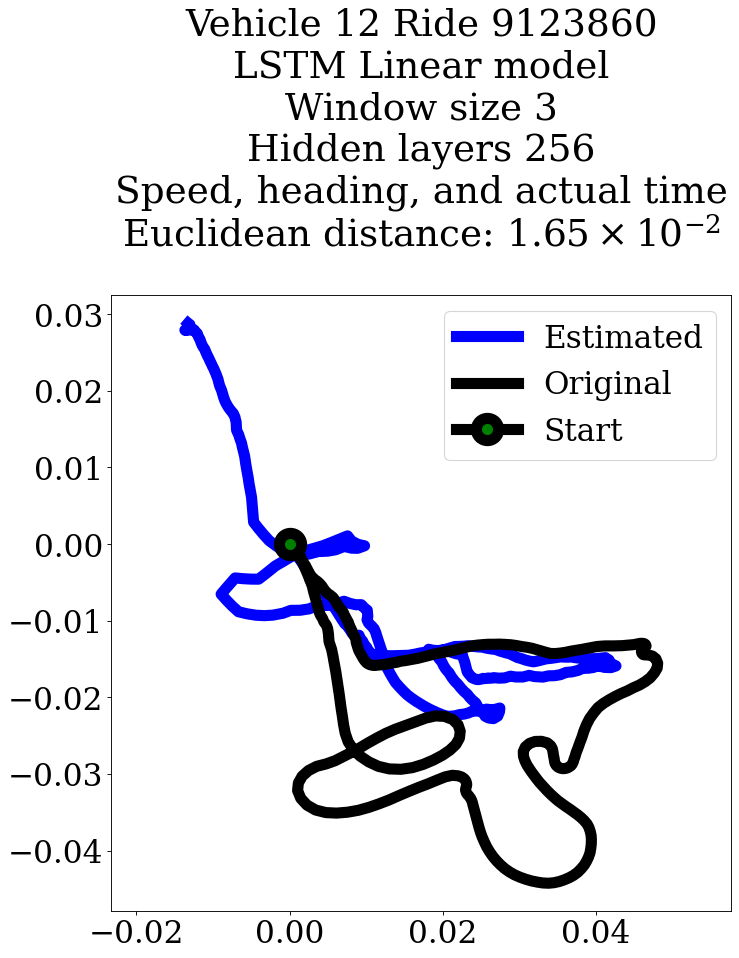 Vehicle 12 Ride 9123860
LSTM Linear model
Window size 3
Hidden layers 256
Speed, heading, and actual time
Euclidean distance: 1.65 × 10⁻²
Estimated
Original
Start
0.03
0.02
0.01
0.00
−0.01
−0.02
−0.03
−0.04
−0.02 0.00 0.02 0.04